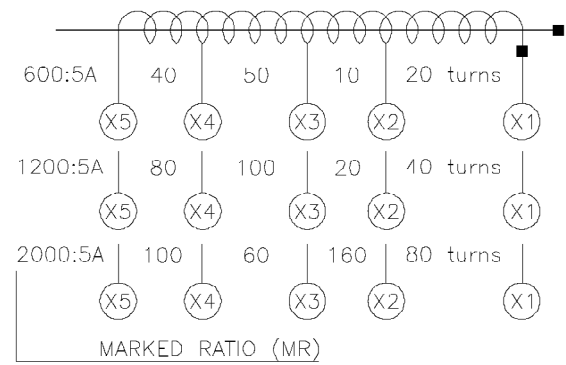 600:5A 40 50 10 20 turns
X5 X4 X3 X2 X1
1200:5A 80 100 20 40 turns
X5 X4 X3 X2 X1
2000:5A 100 60 160 80 turns
X5 X4 X3 X2 X1
MARKED RATIO (MR)